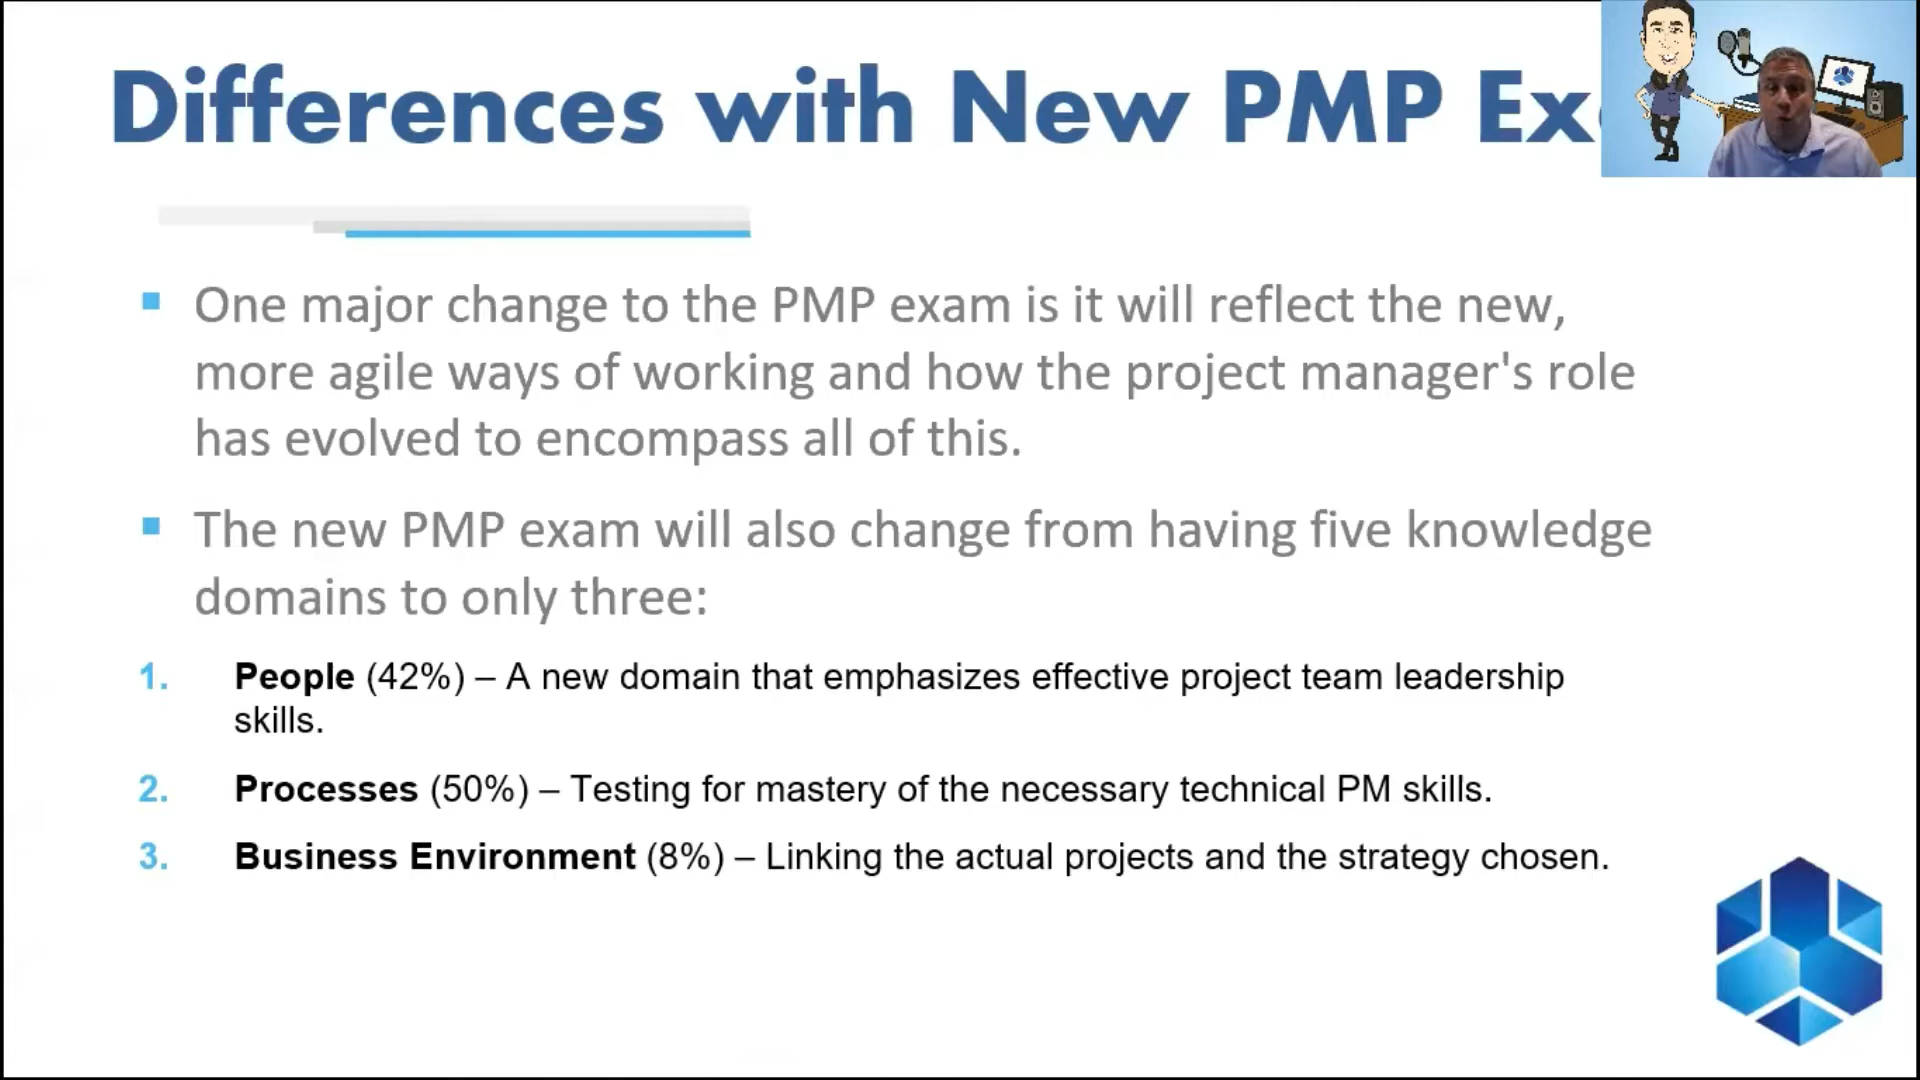 Differences with New PMP Ex
▪ One major change to the PMP exam is it will reflect the new,
more agile ways of working and how the project manager's role
has evolved to encompass all of this.
▪ The new PMP exam will also change from having five knowledge
domains to only three:
1. People (42%) – A new domain that emphasizes effective project team leadership
skills.
2. Processes (50%) – Testing for mastery of the necessary technical PM skills.
3. Business Environment (8%) – Linking the actual projects and the strategy chosen.